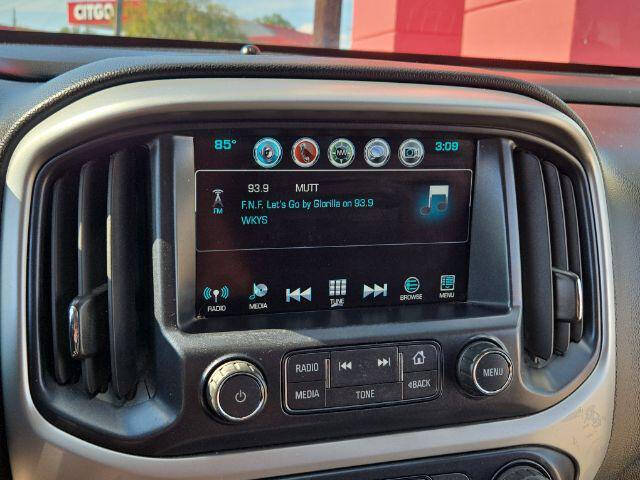 CITGO
85°
NW
3:09
93.9 MUTT
FM
F.N.F. Let's Go by Glorilla on 93.9
WKYS
RADIO MEDIA TUNE BROWSE MENU
RADIO
MEDIA
TONE
BACK
MENU